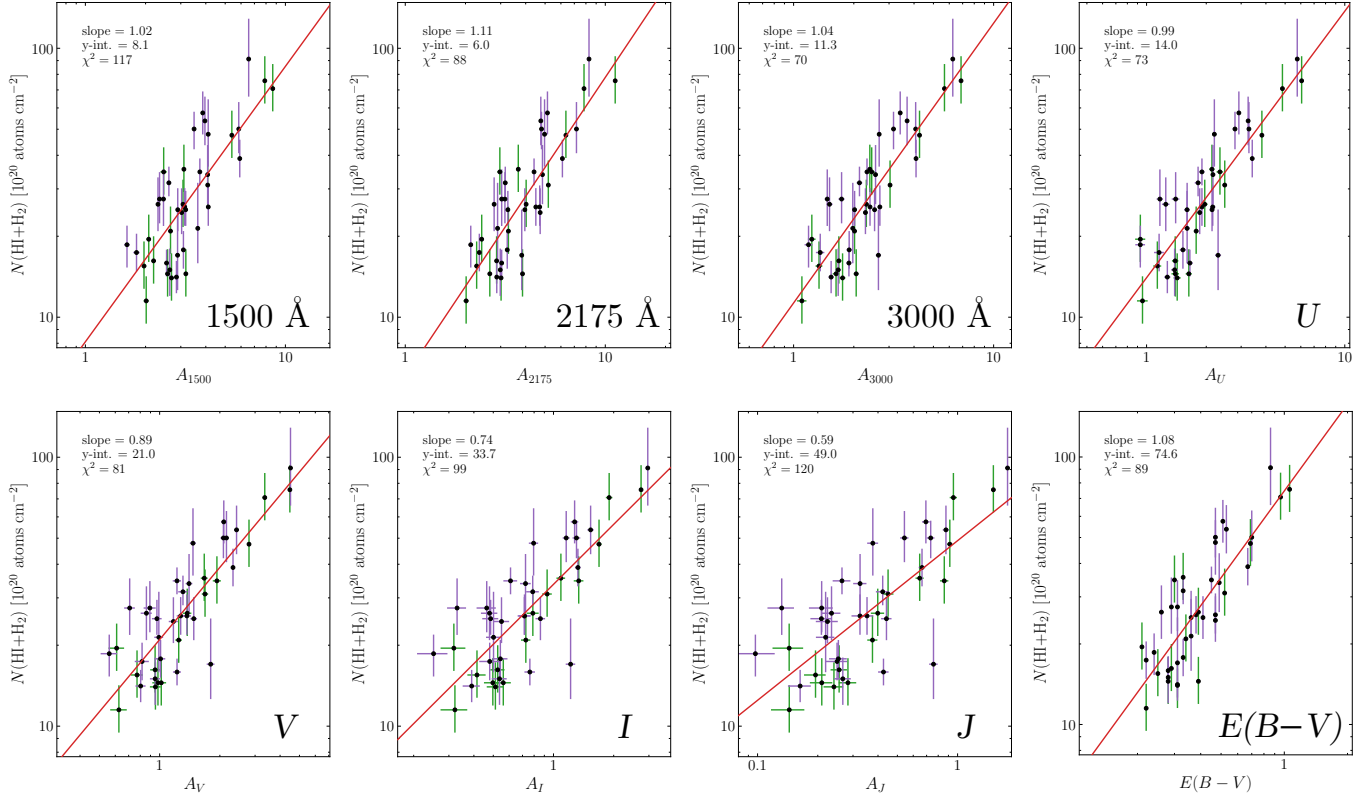 slope = 1.02
y-int. = 8.1
χ² = 117
100
10
N(HI+H₂) [10²⁰ atoms cm⁻²]
1500 Å
1
10
A₁₅₀₀
slope = 1.11
y-int. = 6.0
χ² = 88
100
10
N(HI+H₂) [10²⁰ atoms cm⁻²]
2175 Å
1
10
A₂₁₇₅
slope = 1.04
y-int. = 11.3
χ² = 70
100
10
N(HI+H₂) [10²⁰ atoms cm⁻²]
3000 Å
1
10
A₃₀₀₀
slope = 0.99
y-int. = 14.0
χ² = 73
100
10
N(HI+H₂) [10²⁰ atoms cm⁻²]
U
1
10
A_U
slope = 0.89
y-int. = 21.0
χ² = 81
100
10
N(HI+H₂) [10²⁰ atoms cm⁻²]
V
1
A_V
slope = 0.74
y-int. = 33.7
χ² = 99
100
10
N(HI+H₂) [10²⁰ atoms cm⁻²]
I
1
A_I
slope = 0.59
y-int. = 49.0
χ² = 120
100
10
N(HI+H₂) [10²⁰ atoms cm⁻²]
J
0.1
1
A_J
slope = 1.08
y-int. = 74.6
χ² = 89
100
10
N(HI+H₂) [10²⁰ atoms cm⁻²]
E(B−V)
1
E(B − V)